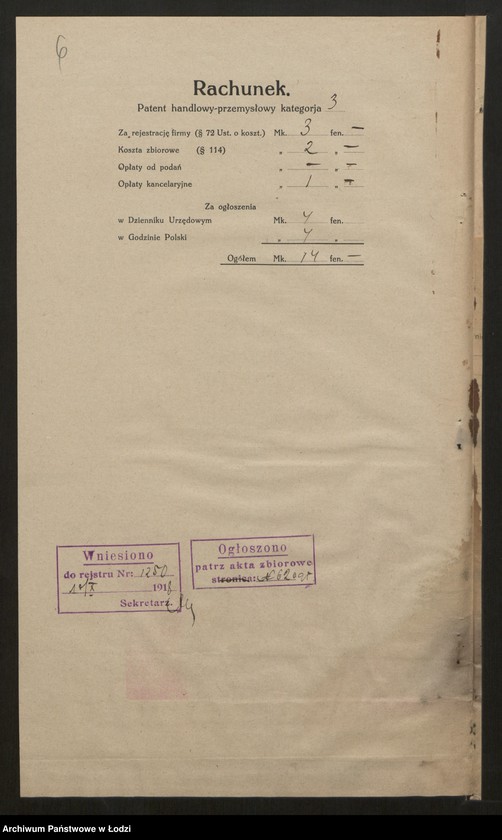 6
Rachunek.
Patent handlowy-przemysłowy kategorja 3
Za rejestrację firmy (§ 72 Ust. o koszt.) Mk. 3 fen. —
Koszta zbiorowe (§ 114) „ 2 „ —
Opłaty od podań „ — „ —
Opłaty kancelaryjne „ 1 „ —
Za ogłoszenia
w Dzienniku Urzędowym Mk. 4 fen.
w Godzinie Polski „ 4 „
Ogółem Mk. 14 fen. —
Wniesiono
do rejstru Nr: 1250
191
Sekretarz
Ogłoszono
patrz akta zbiorowe
stronica:
Archiwum Państwowe w Łodzi